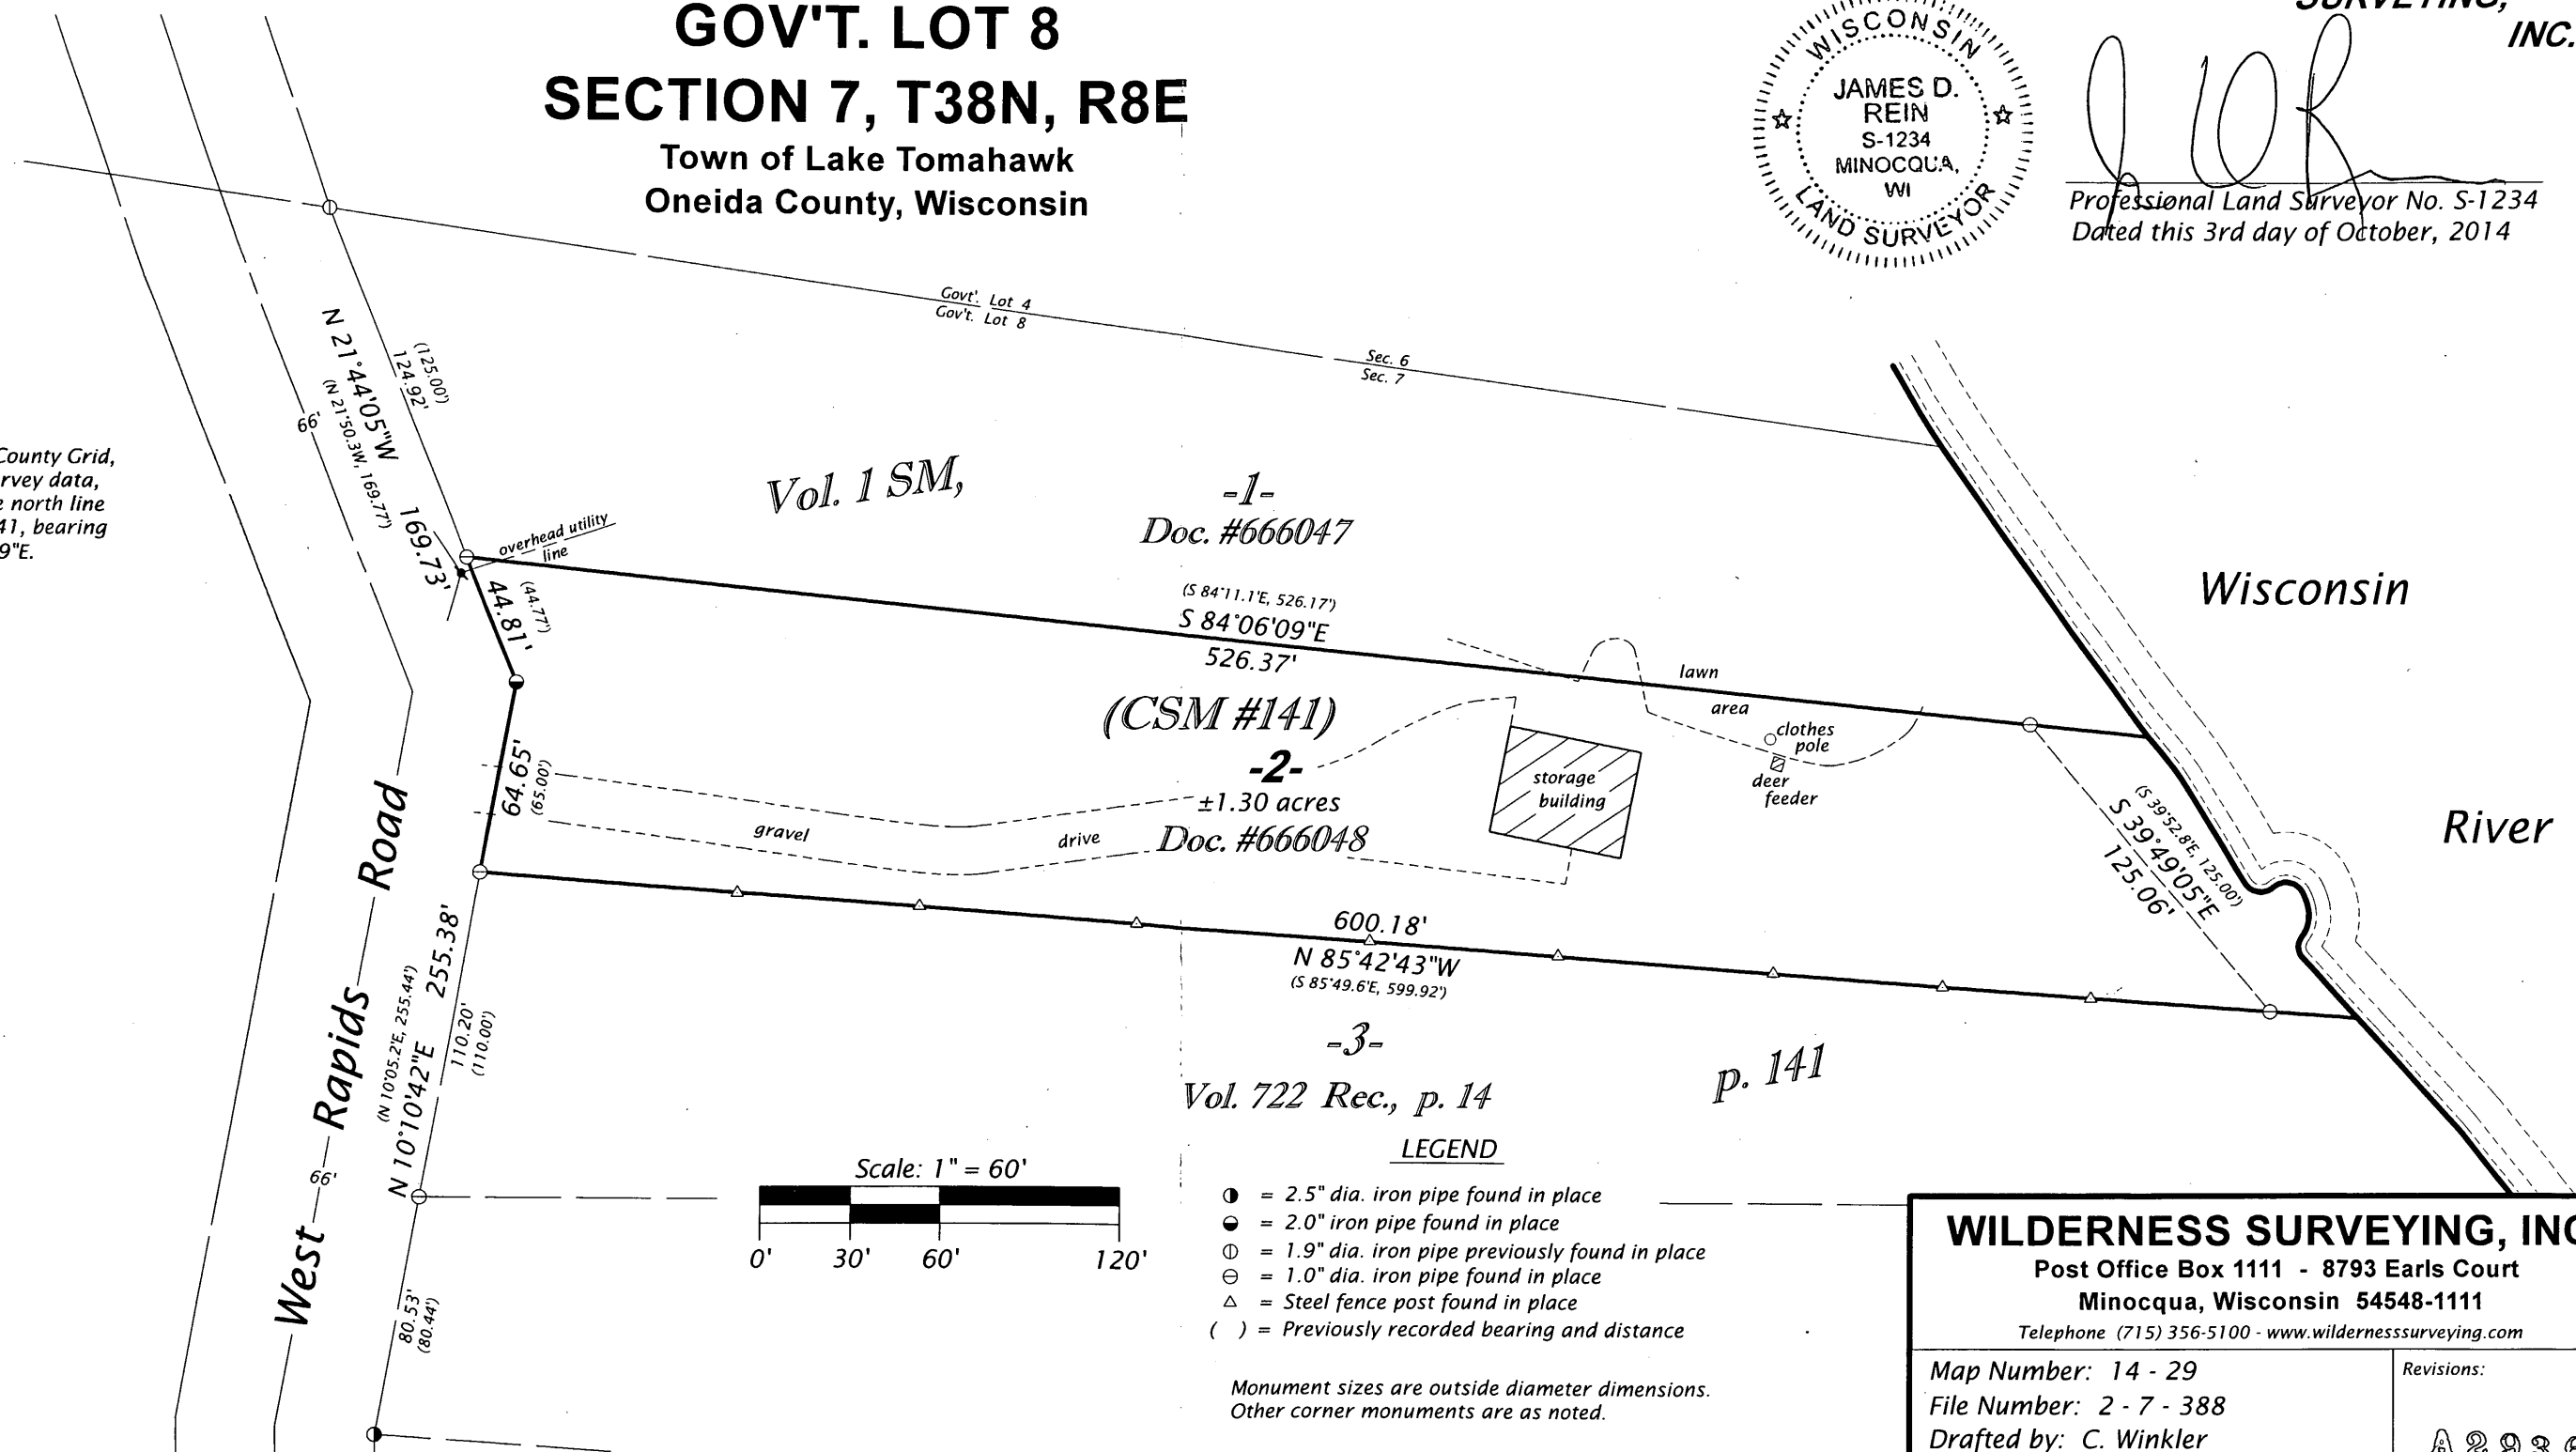 GOV'T. LOT 8
SECTION 7, T38N, R8E
Town of Lake Tomahawk
Oneida County, Wisconsin
SURVEYING,
INC.
WISCONSIN
JAMES D.
REIN
S-1234
MINOCQUA,
WI
LAND SURVEYOR
Professional Land Surveyor No. S-1234
Dated this 3rd day of October, 2014
Govt'. Lot 4
Gov't. Lot 8
Sec. 6
Sec. 7
N 21°44'05"W 169.73'
(N 21°50.3W, 169.77')
(125.00')
124.92'
66'
County Grid,
rvey data,
e north line
41, bearing
9"E.
overhead utility
line
44.81'
(44.77')
Vol. 1 SM,
-1-
Doc. #666047
(S 84°11.1'E, 526.17')
S 84°06'09"E
526.37'
Wisconsin
River
lawn
area
clothes
pole
deer
feeder
storage
building
(CSM #141)
-2-
±1.30 acres
Doc. #666048
gravel drive
64.65'
(65.00')
(S 39°52.8'E, 125.00')
S 39°49'05"E
125.06'
600.18'
N 85°42'43"W
(S 85°49.6'E, 599.92')
-3-
Vol. 722 Rec., p. 14
p. 141
West Rapids Road
66'
N 10°10'42"E 255.38'
(N 10°05.2'E, 255.44')
110.20'
(110.00')
80.53'
(80.44')
Scale: 1" = 60'
0' 30' 60' 120'
LEGEND
= 2.5" dia. iron pipe found in place
= 2.0" iron pipe found in place
= 1.9" dia. iron pipe previously found in place
= 1.0" dia. iron pipe found in place
= Steel fence post found in place
( ) = Previously recorded bearing and distance
Monument sizes are outside diameter dimensions.
Other corner monuments are as noted.
WILDERNESS SURVEYING, INC
Post Office Box 1111 - 8793 Earls Court
Minocqua, Wisconsin 54548-1111
Telephone (715) 356-5100 - www.wildernesssurveying.com
Map Number: 14 - 29
File Number: 2 - 7 - 388
Drafted by: C. Winkler
Revisions: